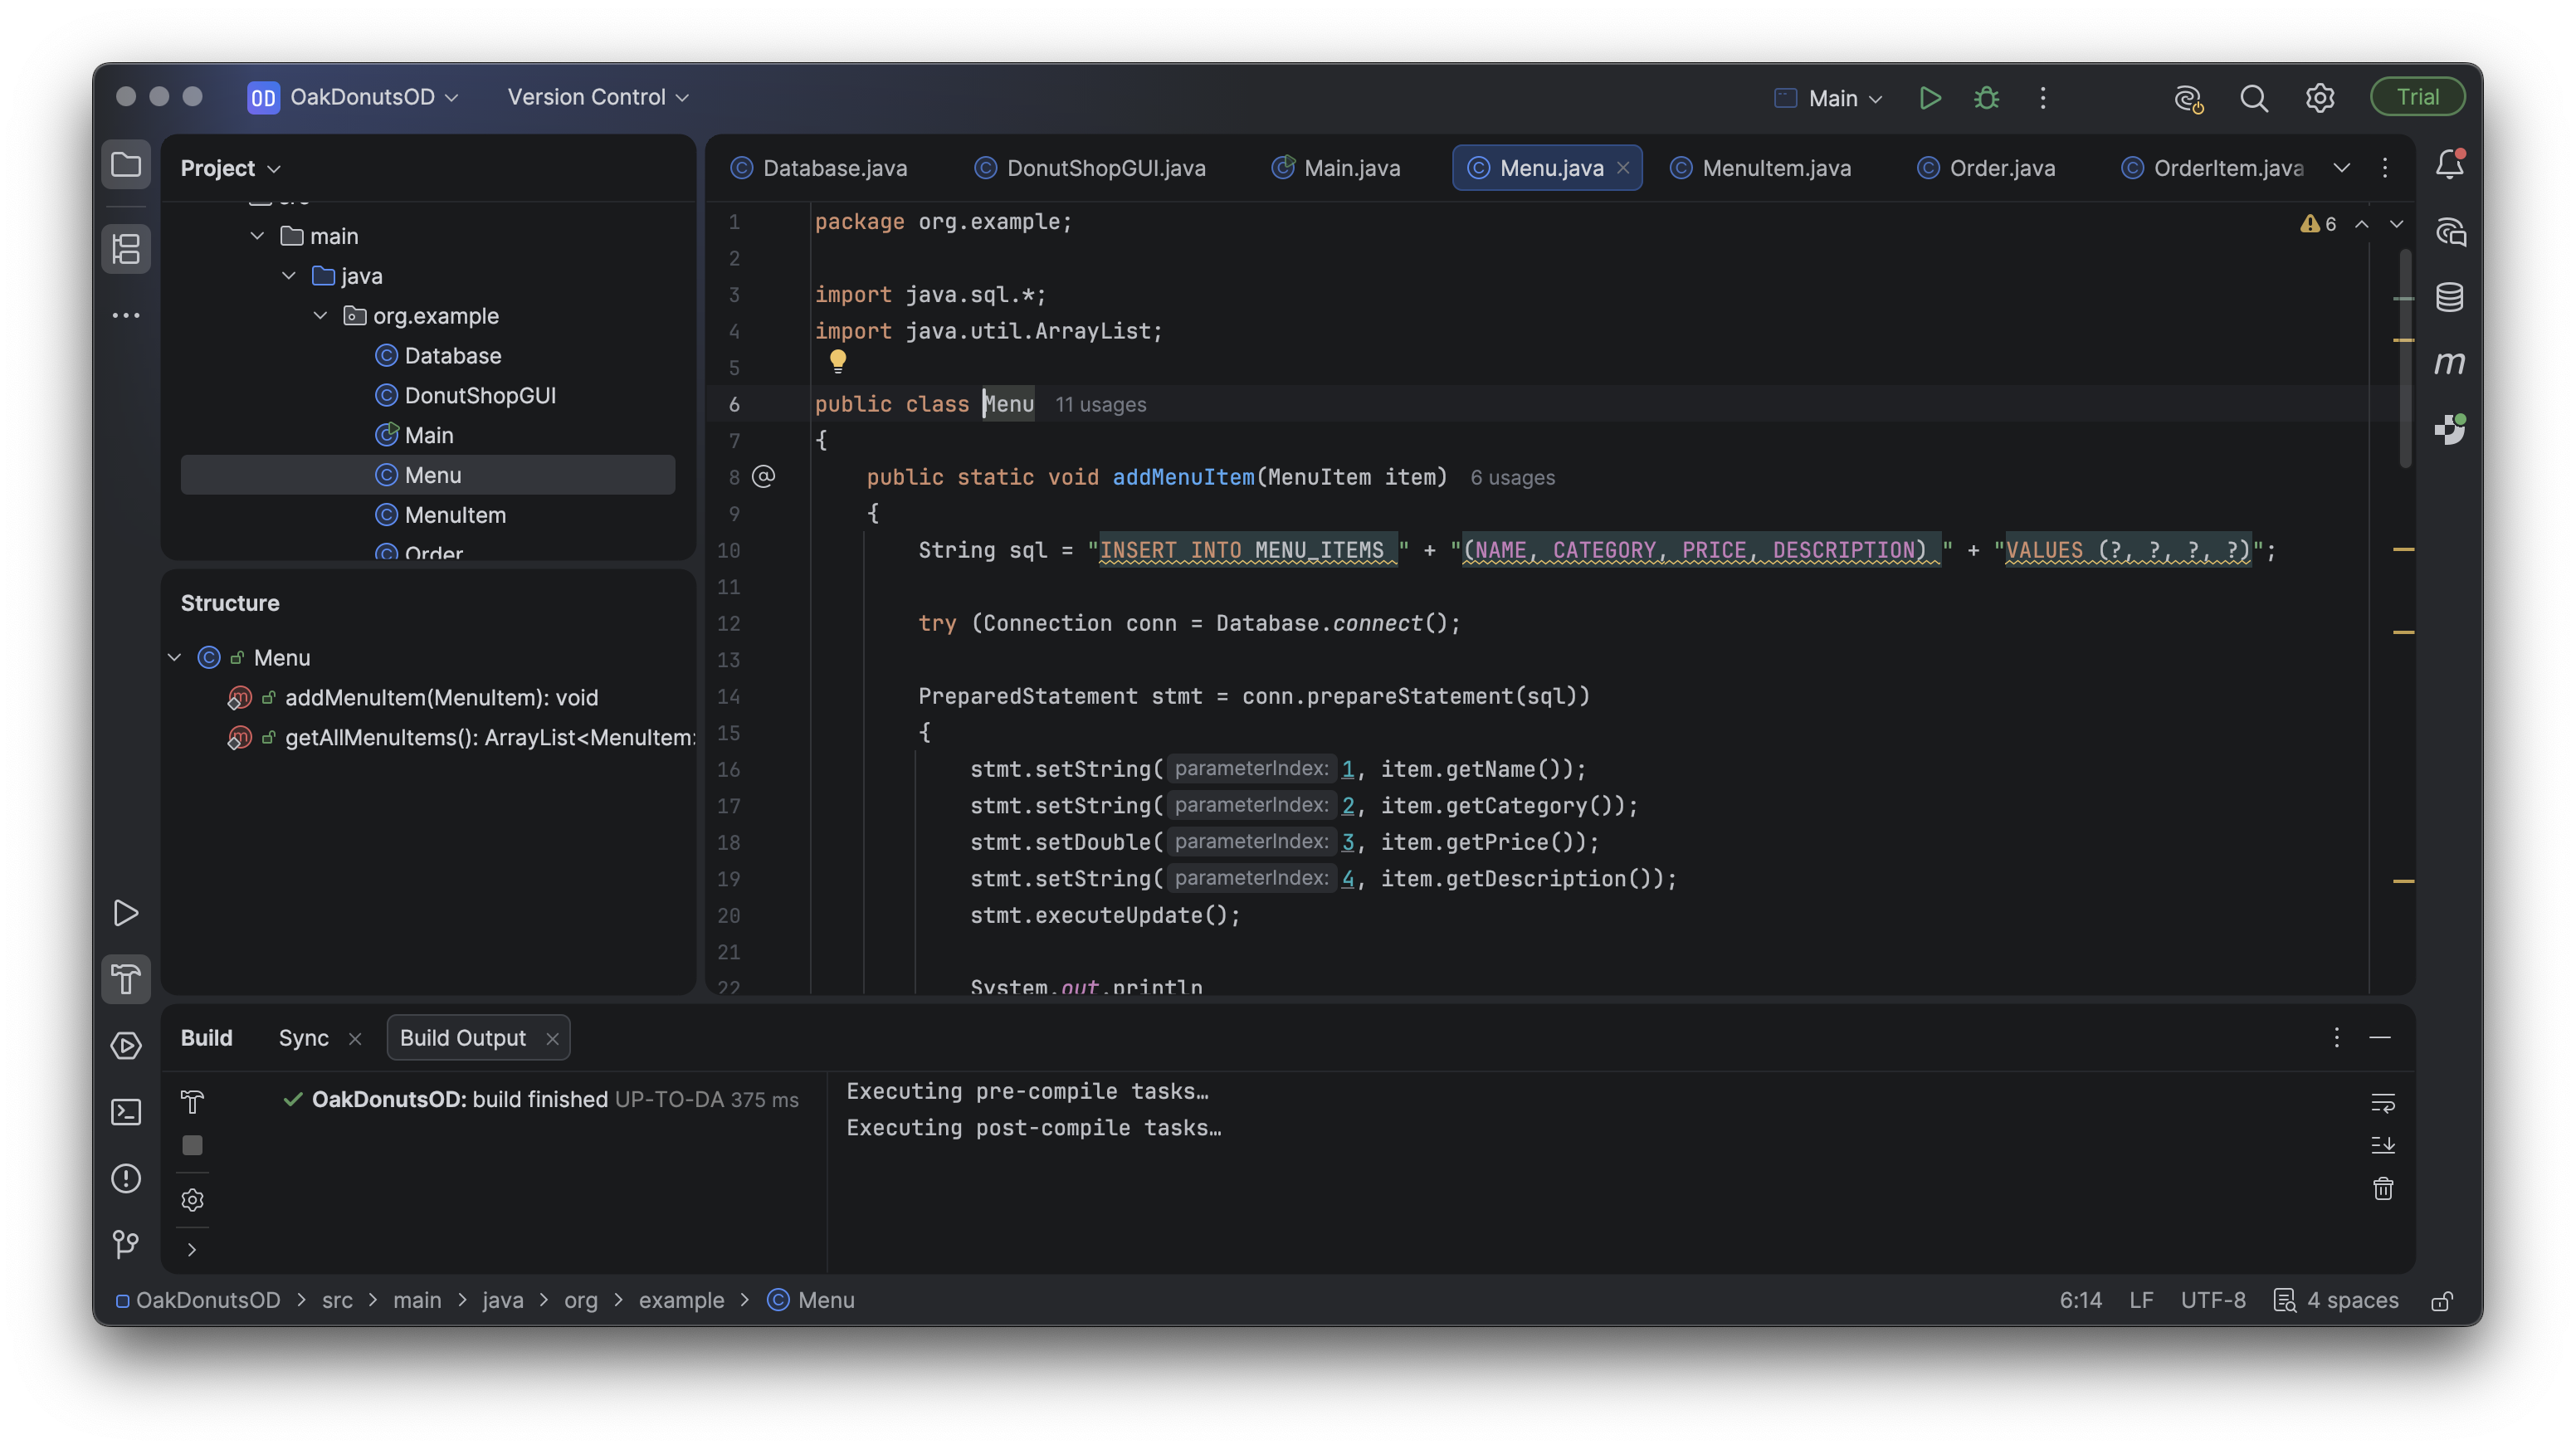 OD OakDonutsOD Version Control Main Trial
Project
src
main
java
org.example
Database
DonutShopGUI
Main
Menu
MenuItem
Order
Structure
Menu
addMenuItem(MenuItem): void
getAllMenuItems(): ArrayList<MenuItem>
Database.java DonutShopGUI.java Main.java Menu.java MenuItem.java Order.java OrderItem.java
6
1 package org.example;
2
3 import java.sql.*;
4 import java.util.ArrayList;
5
6 public class Menu 11 usages
7 {
8 @ public static void addMenuItem(MenuItem item) 6 usages
9 {
10 String sql = "INSERT INTO MENU_ITEMS " + "(NAME, CATEGORY, PRICE, DESCRIPTION) " + "VALUES (?, ?, ?, ?)";
11
12 try (Connection conn = Database.connect();
13
14 PreparedStatement stmt = conn.prepareStatement(sql))
15 {
16 stmt.setString( parameterIndex: 1, item.getName());
17 stmt.setString( parameterIndex: 2, item.getCategory());
18 stmt.setDouble( parameterIndex: 3, item.getPrice());
19 stmt.setString( parameterIndex: 4, item.getDescription());
20 stmt.executeUpdate();
21
22 System.out.println
m
Build Sync Build Output
OakDonutsOD: build finished UP-TO-DA 375 ms
Executing pre-compile tasks…
Executing post-compile tasks…
OakDonutsOD > src > main > java > org > example > Menu
6:14 LF UTF-8 4 spaces